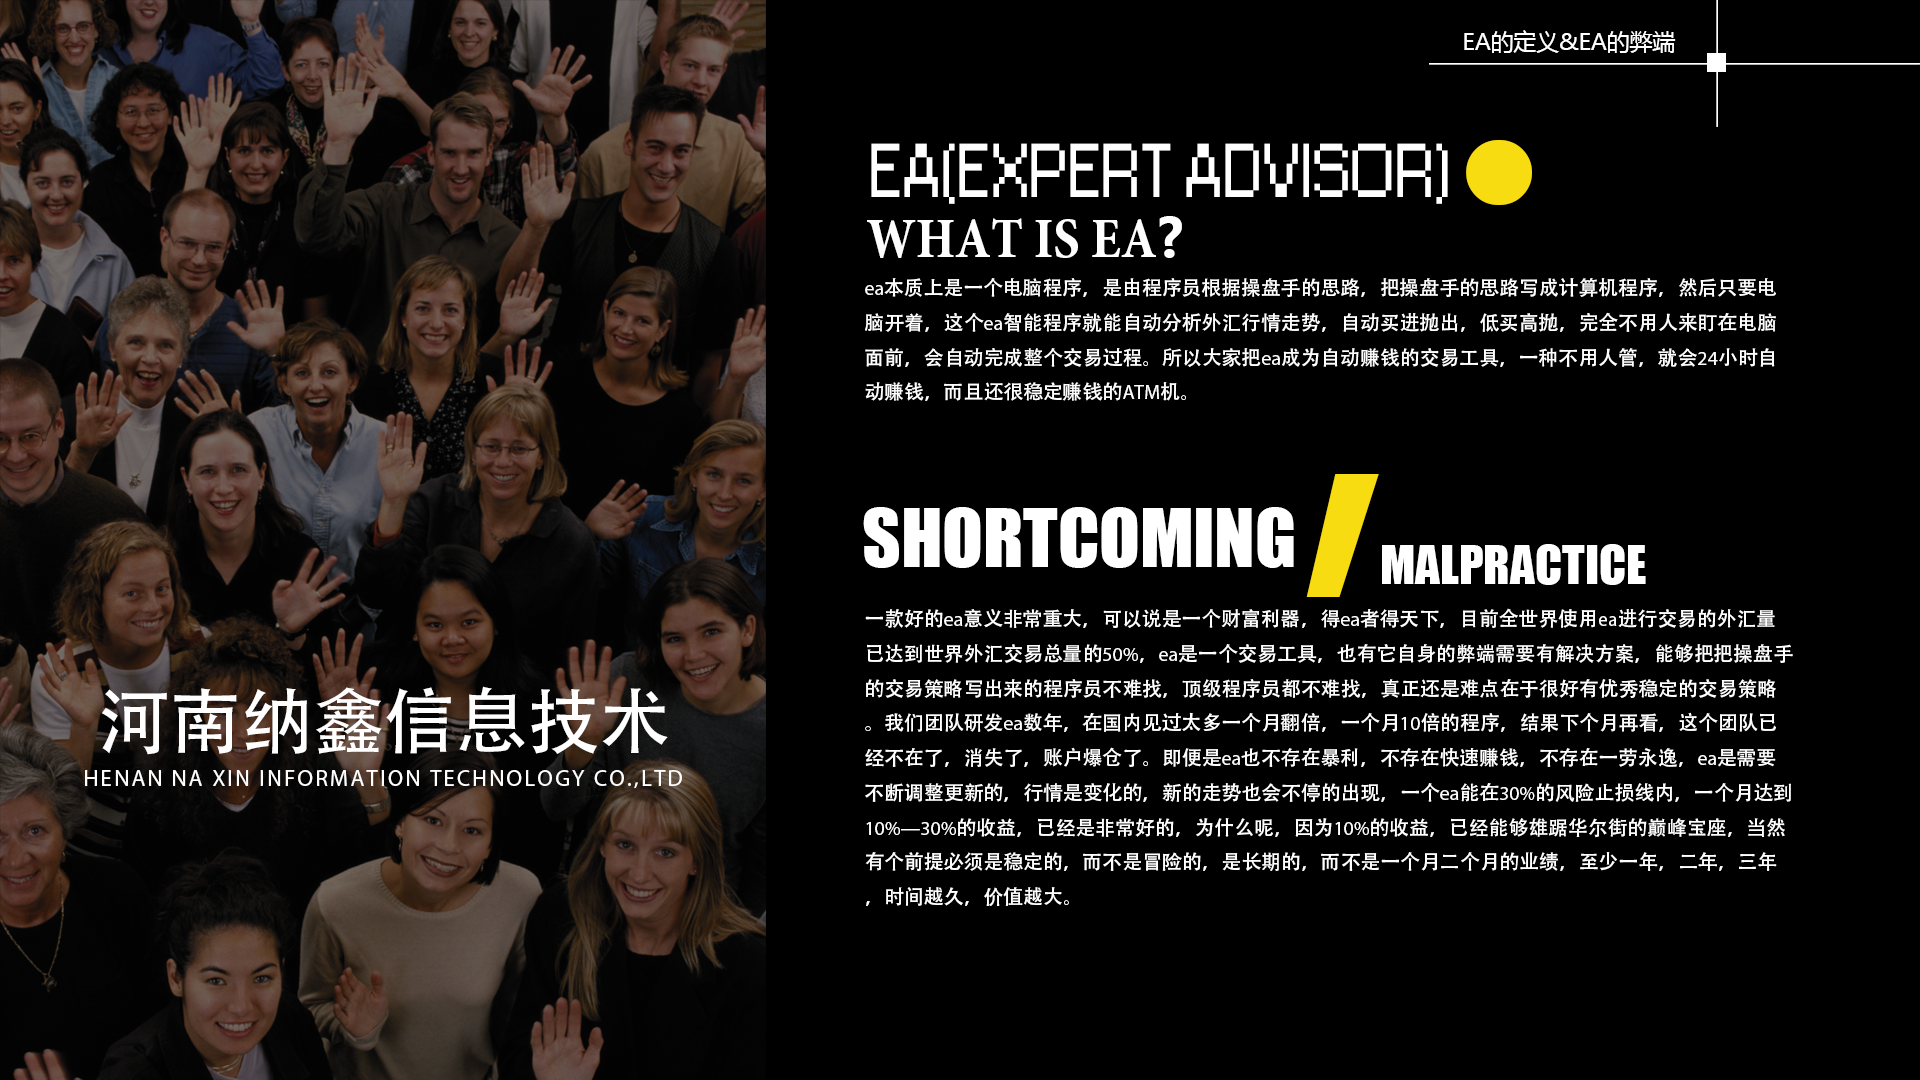 EA的定义&EA的弊端
EA(EXPERT ADVISOR)
WHAT IS EA?
ea本质上是一个电脑程序，是由程序员根据操盘手的思路，把操盘手的思路写成计算机程序，然后只要电
脑开着，这个ea智能程序就能自动分析外汇行情走势，自动买进抛出，低买高抛，完全不用人来盯在电脑
面前，会自动完成整个交易过程。所以大家把ea成为自动赚钱的交易工具，一种不用人管，就会24小时自
动赚钱，而且还很稳定赚钱的ATM机。
SHORTCOMING
MALPRACTICE
一款好的ea意义非常重大，可以说是一个财富利器，得ea者得天下，目前全世界使用ea进行交易的外汇量
已达到世界外汇交易总量的50%，ea是一个交易工具，也有它自身的弊端需要有解决方案，能够把把操盘手
的交易策略写出来的程序员不难找，顶级程序员都不难找，真正还是难点在于很好有优秀稳定的交易策略
。我们团队研发ea数年，在国内见过太多一个月翻倍，一个月10倍的程序，结果下个月再看，这个团队已
经不在了，消失了，账户爆仓了。即便是ea也不存在暴利，不存在快速赚钱，不存在一劳永逸，ea是需要
不断调整更新的，行情是变化的，新的走势也会不停的出现，一个ea能在30%的风险止损线内，一个月达到
10%—30%的收益，已经是非常好的，为什么呢，因为10%的收益，已经能够雄踞华尔街的巅峰宝座，当然
有个前提必须是稳定的，而不是冒险的，是长期的，而不是一个月二个月的业绩，至少一年，二年，三年
，时间越久，价值越大。
河南纳鑫信息技术
HENAN NA XIN INFORMATION TECHNOLOGY CO.,LTD